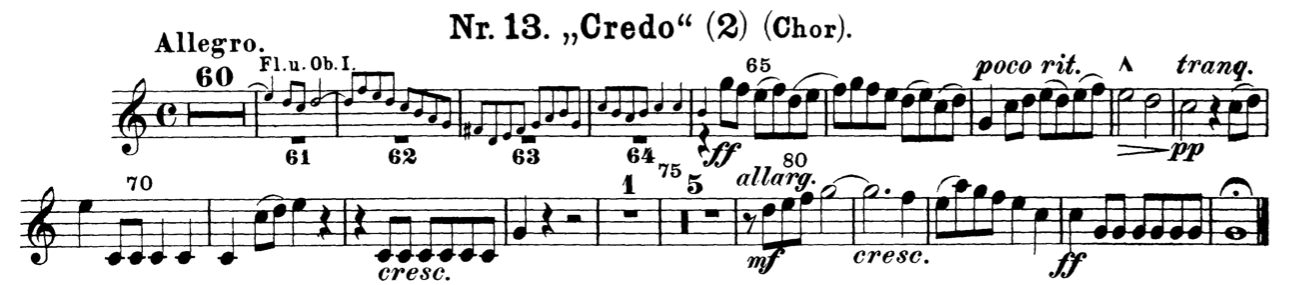 Nr. 13. „Credo“ (2) (Chor).
Allegro.
60 Fl. u. Ob. I. 65 poco rit. tranq.
61 62 63 64 ff pp
70 75 allarg. 80
1 5
cresc. mf cresc. ff